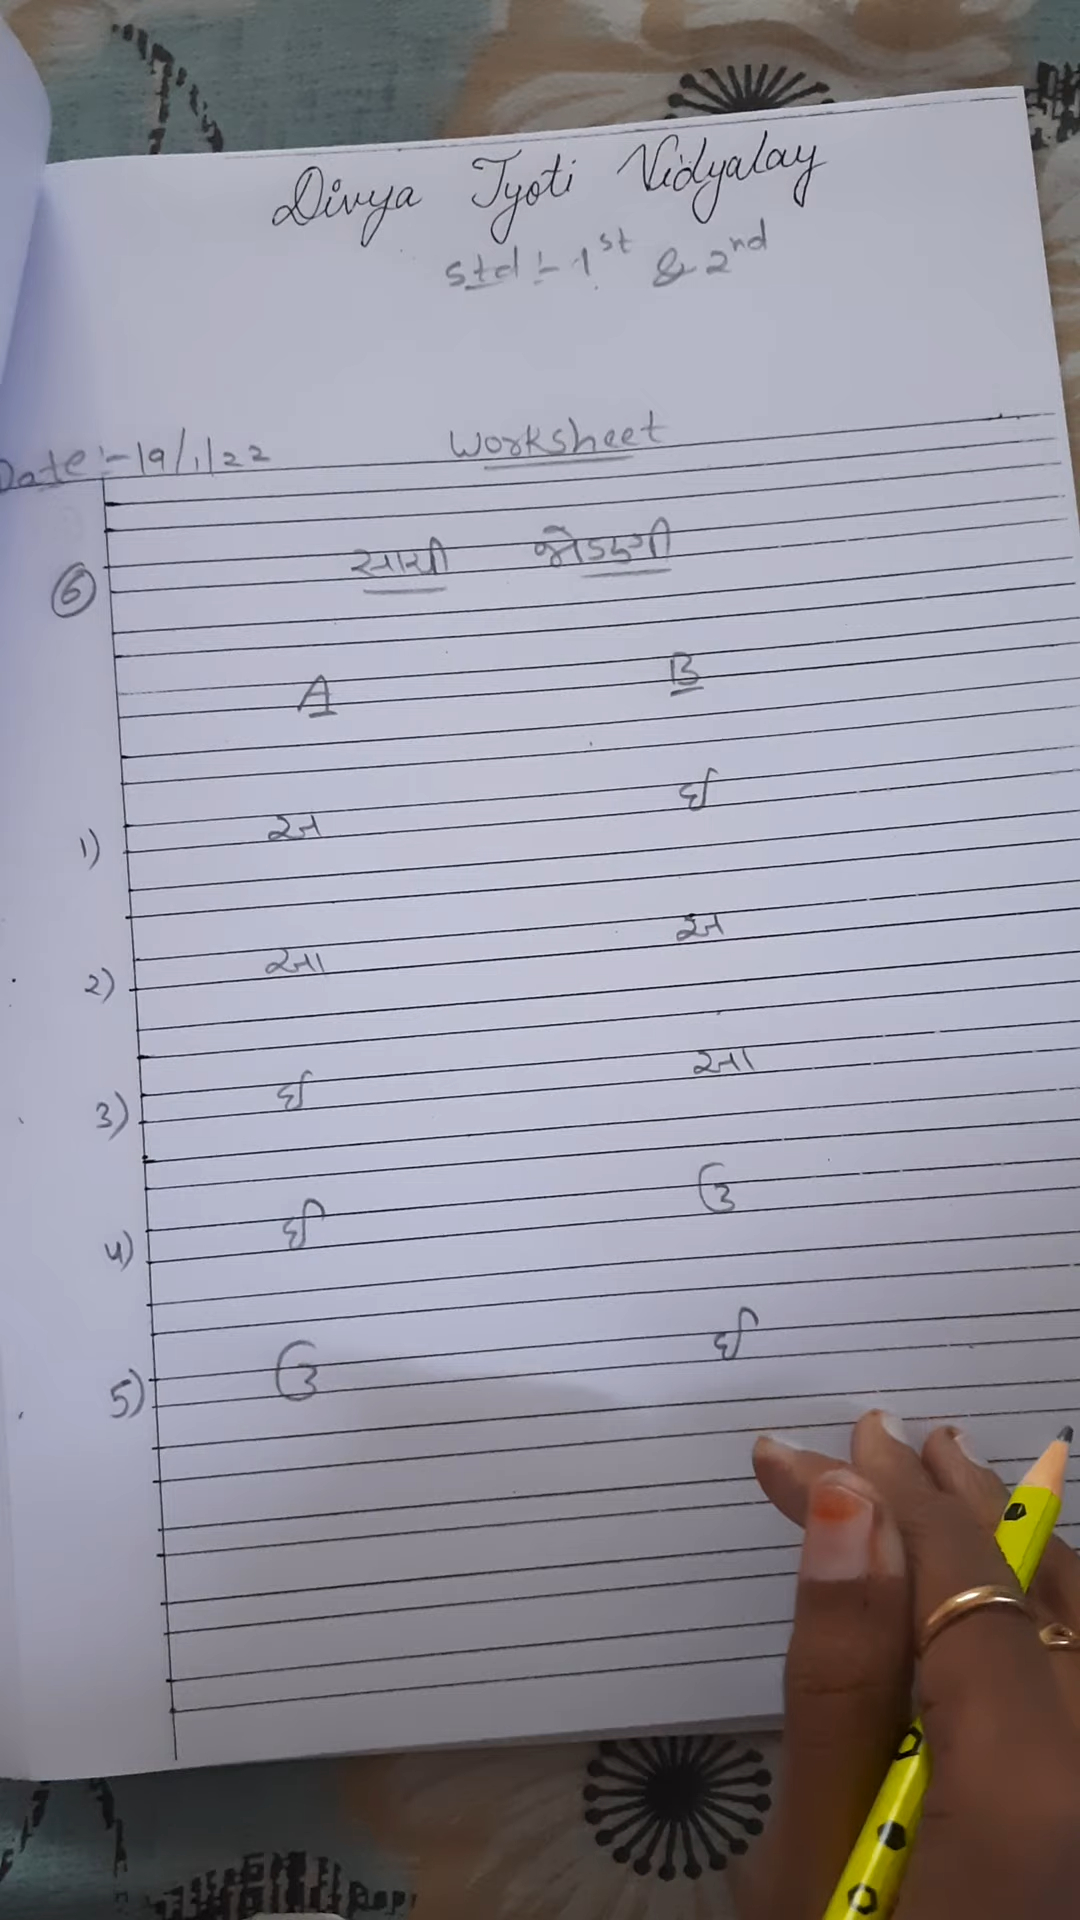 Divya Jyoti Vidyalay
Std :- 1st & 2nd
Date :- 19/1/22 Worksheet
6 સાચી જોડણી
A B
1) અ ઇ
2) આ અ
3) ઇ આ
4) ઈ ઉ
5) ઉ ઈ